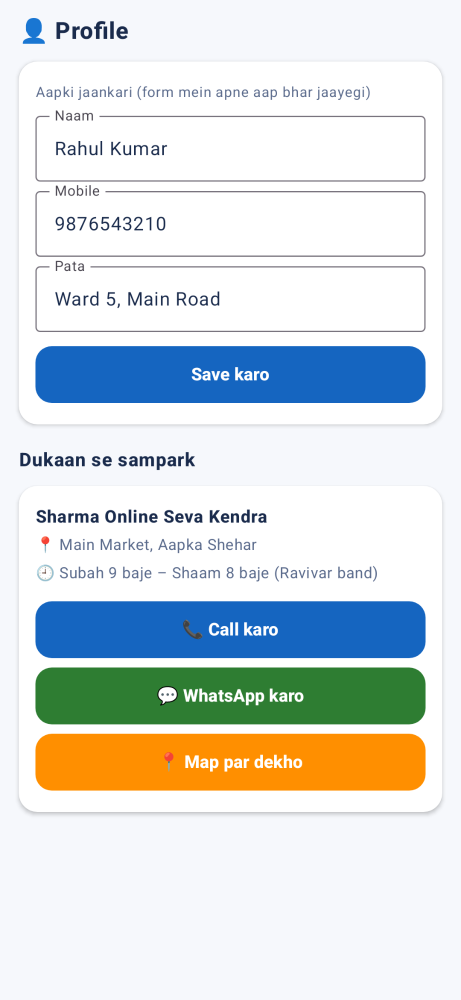 👤 Profile
Aapki jaankari (form mein apne aap bhar jaayegi)
Naam
Rahul Kumar
Mobile
9876543210
Pata
Ward 5, Main Road
Save karo
Dukaan se sampark
Sharma Online Seva Kendra
📍 Main Market, Aapka Shehar
🕘 Subah 9 baje – Shaam 8 baje (Ravivar band)
📞 Call karo
💬 WhatsApp karo
📍 Map par dekho